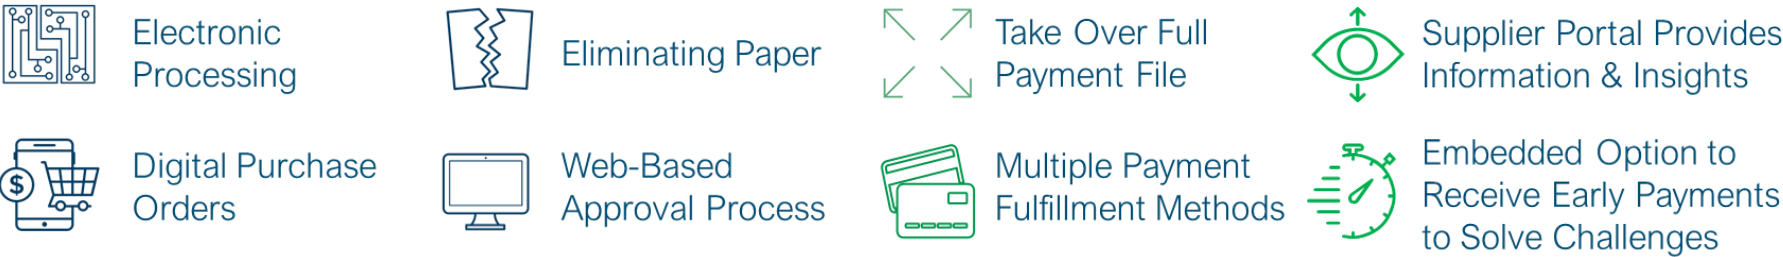 Electronic
Processing
Eliminating Paper
Take Over Full
Payment File
Supplier Portal Provides
Information & Insights
$
Digital Purchase
Orders
Web-Based
Approval Process
Multiple Payment
Fulfillment Methods
Embedded Option to
Receive Early Payments
to Solve Challenges